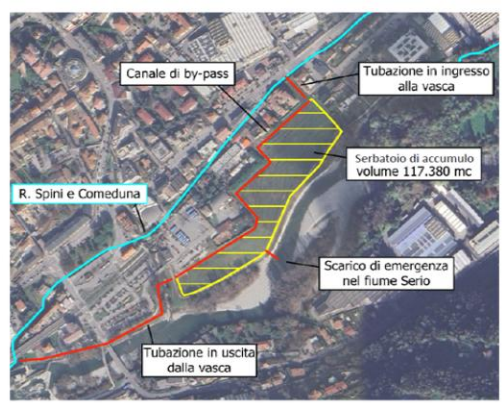 Canale di by-pass
Tubazione in ingresso
alla vasca
Serbatoio di accumulo
volume 117.380 mc
R. Spini e Comeduna
Scarico di emergenza
nel fiume Serio
Tubazione in uscita
dalla vasca